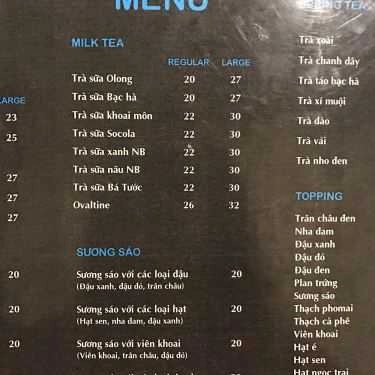 MENU
LARGE
23
25
27
27
27
20
20
20
MILK TEA
REGULAR LARGE
Trà sữa Olong 20 27
Trà sữa Bạc hà 20 27
Trà sữa khoai môn 22 30
Trà sữa Socola 22 30
Trà sữa xanh NB 22 30
Trà sữa nâu NB 22 30
Trà sữa Bá Tước 22 30
Ovaltine 26 32
SƯƠNG SÁO
Sương sáo với các loại đậu 20
(Đậu xanh, đậu đỏ, trân châu)
Sương sáo với các loại hạt 20
(Hạt sen, nha đam, đậu xanh)
Sương sáo với viên khoai 20
(Viên khoai, trân châu, đậu đỏ)
TEA
Trà xoài
Trà chanh dây
Trà táo bạc hà
Trà xí muội
Trà đào
Trà vải
Trà nho đen
TOPPING
Trân châu đen
Nha đam
Đậu xanh
Đậu đỏ
Đậu đen
Plan trứng
Sương sáo
Thạch phomai
Thạch cà phê
Viên khoai
Hạt é
Hạt sen
Hạt ngọc trai